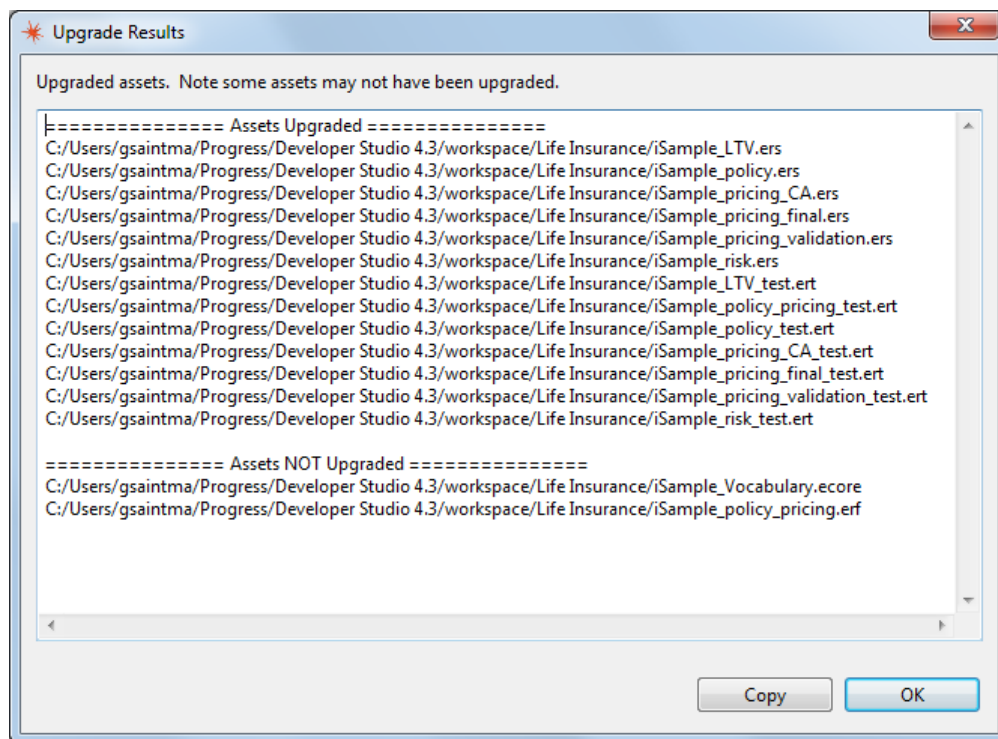 Upgrade Results
Upgraded assets. Note some assets may not have been upgraded.
=============== Assets Upgraded ===============
C:/Users/gsaintma/Progress/Developer Studio 4.3/workspace/Life Insurance/iSample_LTV.ers
C:/Users/gsaintma/Progress/Developer Studio 4.3/workspace/Life Insurance/iSample_policy.ers
C:/Users/gsaintma/Progress/Developer Studio 4.3/workspace/Life Insurance/iSample_pricing_CA.ers
C:/Users/gsaintma/Progress/Developer Studio 4.3/workspace/Life Insurance/iSample_pricing_final.ers
C:/Users/gsaintma/Progress/Developer Studio 4.3/workspace/Life Insurance/iSample_pricing_validation.ers
C:/Users/gsaintma/Progress/Developer Studio 4.3/workspace/Life Insurance/iSample_risk.ers
C:/Users/gsaintma/Progress/Developer Studio 4.3/workspace/Life Insurance/iSample_LTV_test.ert
C:/Users/gsaintma/Progress/Developer Studio 4.3/workspace/Life Insurance/iSample_policy_pricing_test.ert
C:/Users/gsaintma/Progress/Developer Studio 4.3/workspace/Life Insurance/iSample_policy_test.ert
C:/Users/gsaintma/Progress/Developer Studio 4.3/workspace/Life Insurance/iSample_pricing_CA_test.ert
C:/Users/gsaintma/Progress/Developer Studio 4.3/workspace/Life Insurance/iSample_pricing_final_test.ert
C:/Users/gsaintma/Progress/Developer Studio 4.3/workspace/Life Insurance/iSample_pricing_validation_test.ert
C:/Users/gsaintma/Progress/Developer Studio 4.3/workspace/Life Insurance/iSample_risk_test.ert
=============== Assets NOT Upgraded ===============
C:/Users/gsaintma/Progress/Developer Studio 4.3/workspace/Life Insurance/iSample_Vocabulary.ecore
C:/Users/gsaintma/Progress/Developer Studio 4.3/workspace/Life Insurance/iSample_policy_pricing.erf
Copy
OK